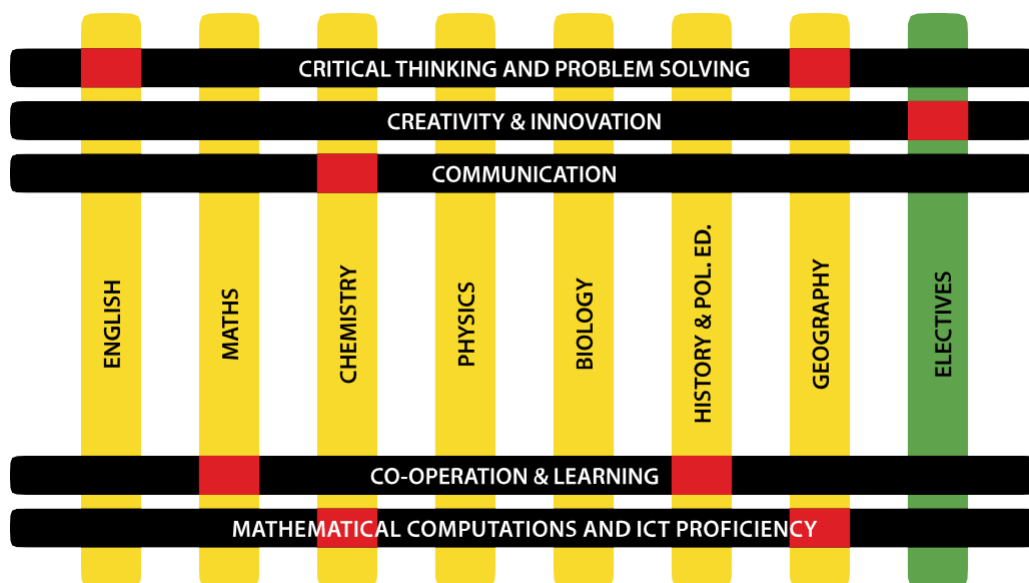 CRITICAL THINKING AND PROBLEM SOLVING
CREATIVITY & INNOVATION
COMMUNICATION
ENGLISH
MATHS
CHEMISTRY
PHYSICS
BIOLOGY
HISTORY & POL. ED.
GEOGRAPHY
ELECTIVES
CO-OPERATION & LEARNING
MATHEMATICAL COMPUTATIONS AND ICT PROFICIENCY